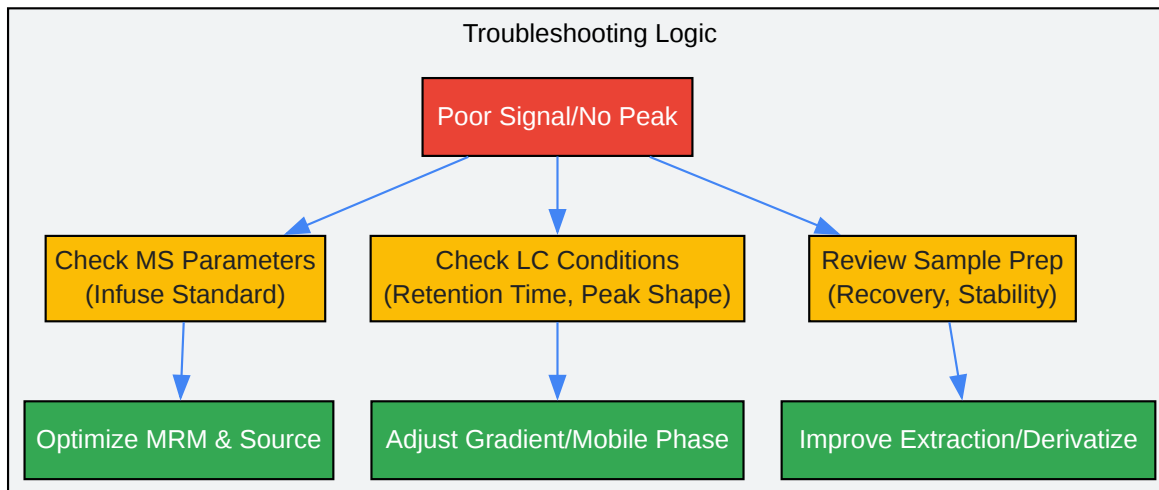 Troubleshooting Logic
Poor Signal/No Peak
Check MS Parameters
(Infuse Standard)
Check LC Conditions
(Retention Time, Peak Shape)
Review Sample Prep
(Recovery, Stability)
Optimize MRM & Source
Adjust Gradient/Mobile Phase
Improve Extraction/Derivatize